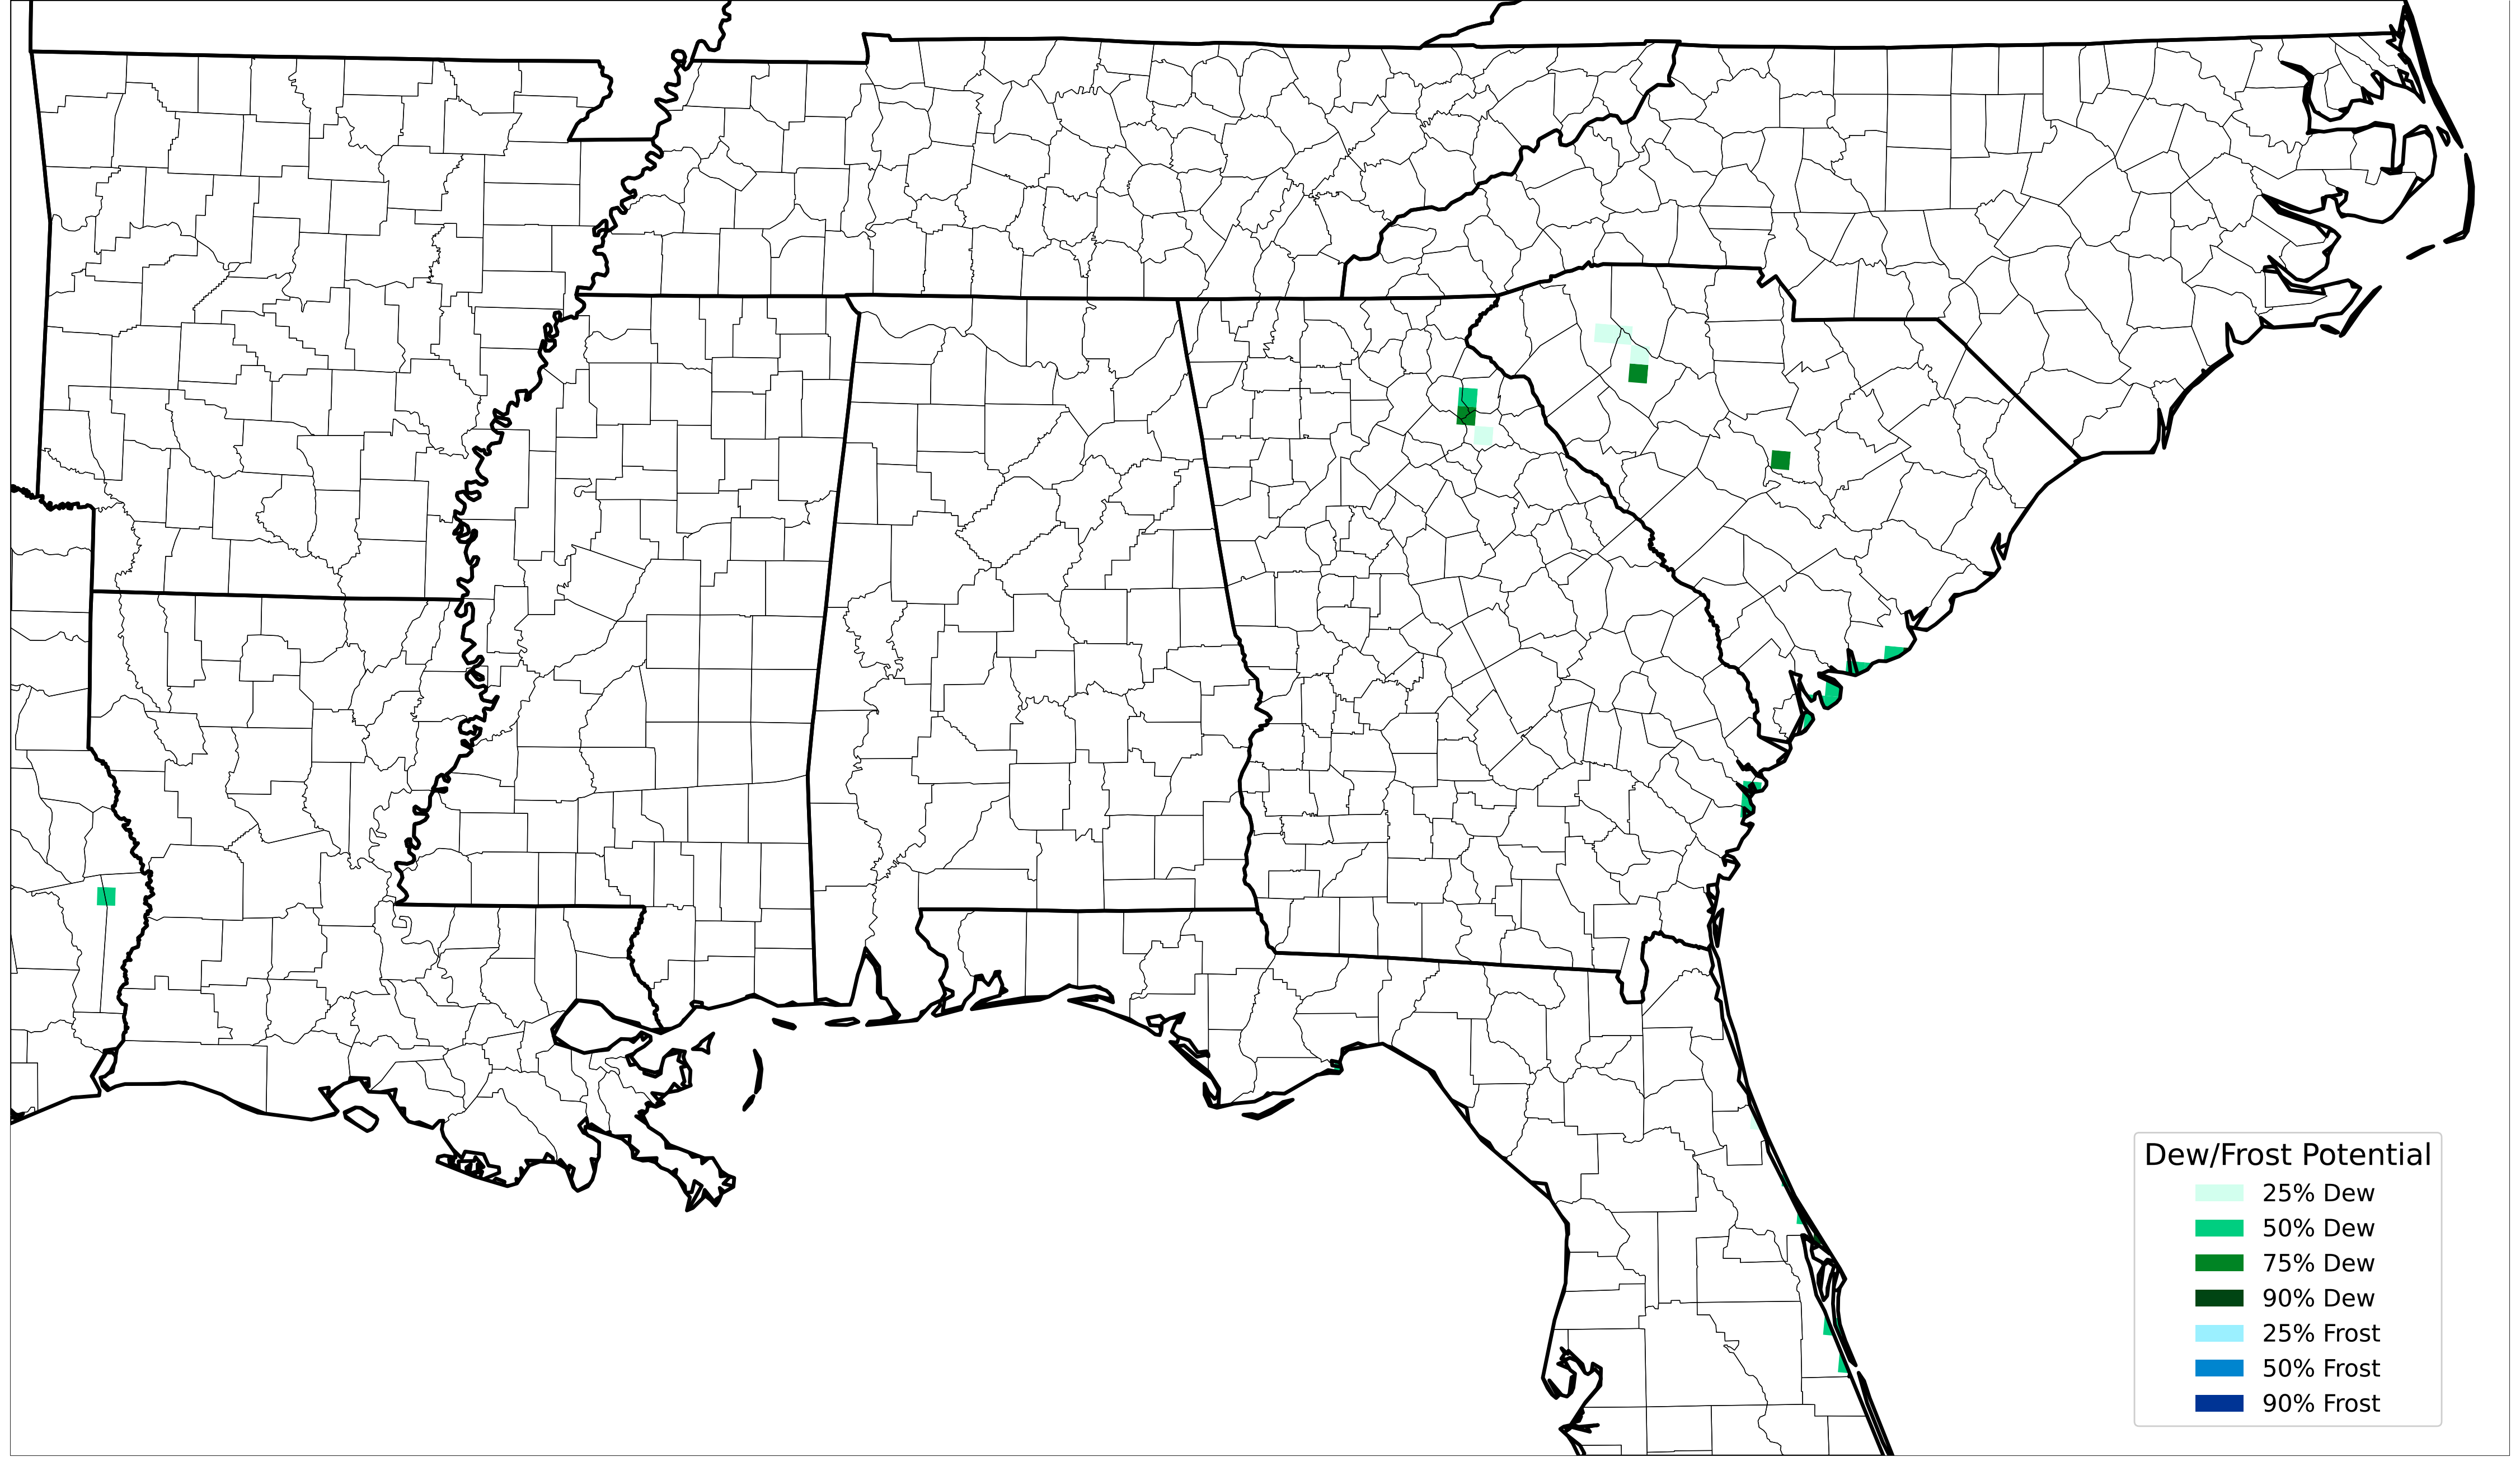 Dew/Frost Potential
25% Dew
50% Dew
75% Dew
90% Dew
25% Frost
50% Frost
90% Frost